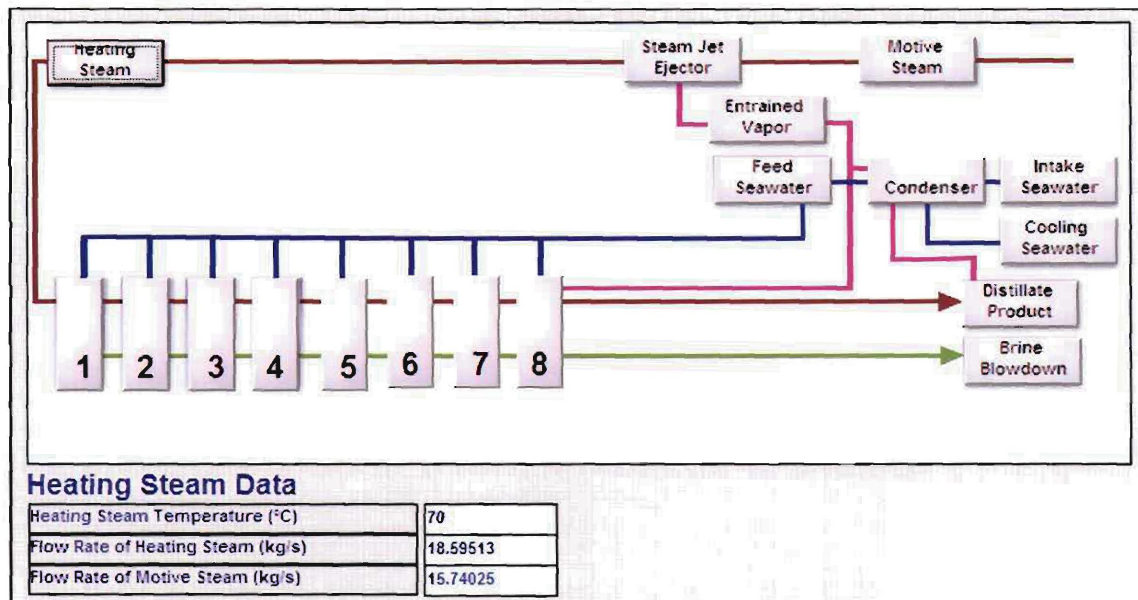 Heating
Steam
Steam Jet
Ejector
Motive
Steam
Entrained
Vapor
Feed
Seawater
Condenser
Intake
Seawater
Cooling
Seawater
Distillate
Product
Brine
Blowdown
1 2 3 4 5 6 7 8
Heating Steam Data
Heating Steam Temperature (°C) 70
Flow Rate of Heating Steam (kg/s) 18.59513
Flow Rate of Motive Steam (kg/s) 15.74025